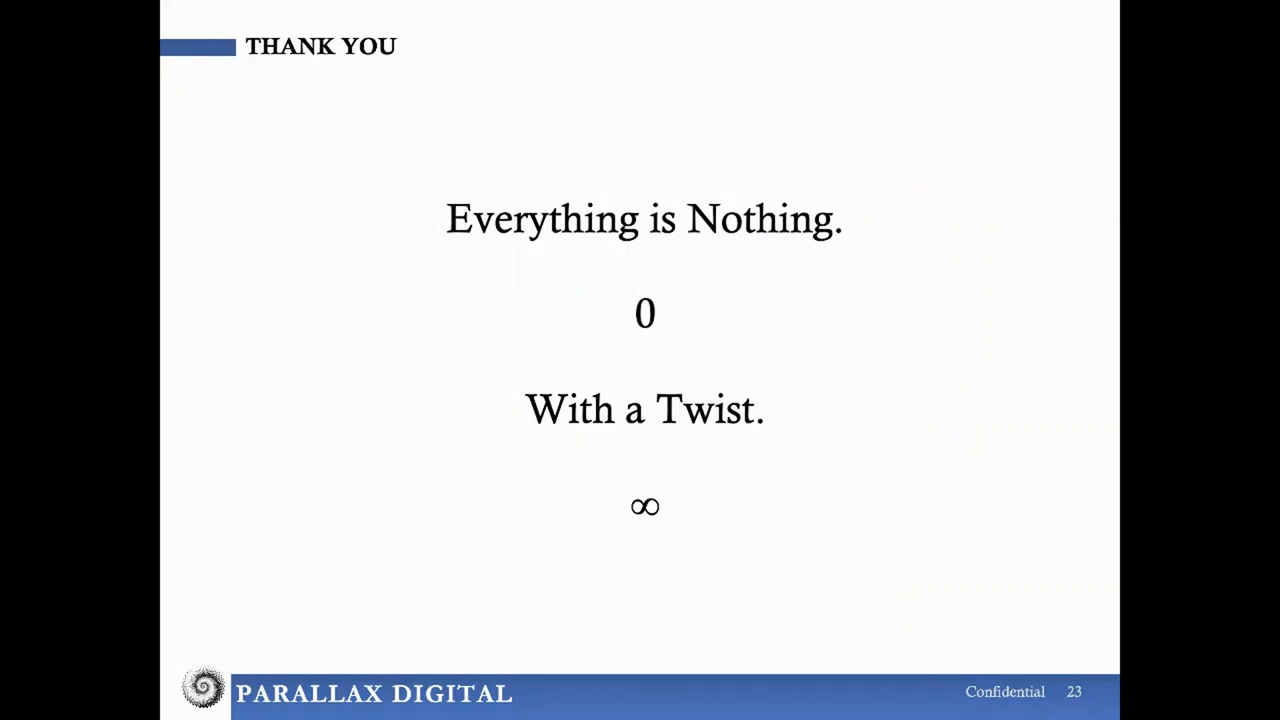 THANK YOU
Everything is Nothing.
0
With a Twist.
∞
PARALLAX DIGITAL
Confidential 23